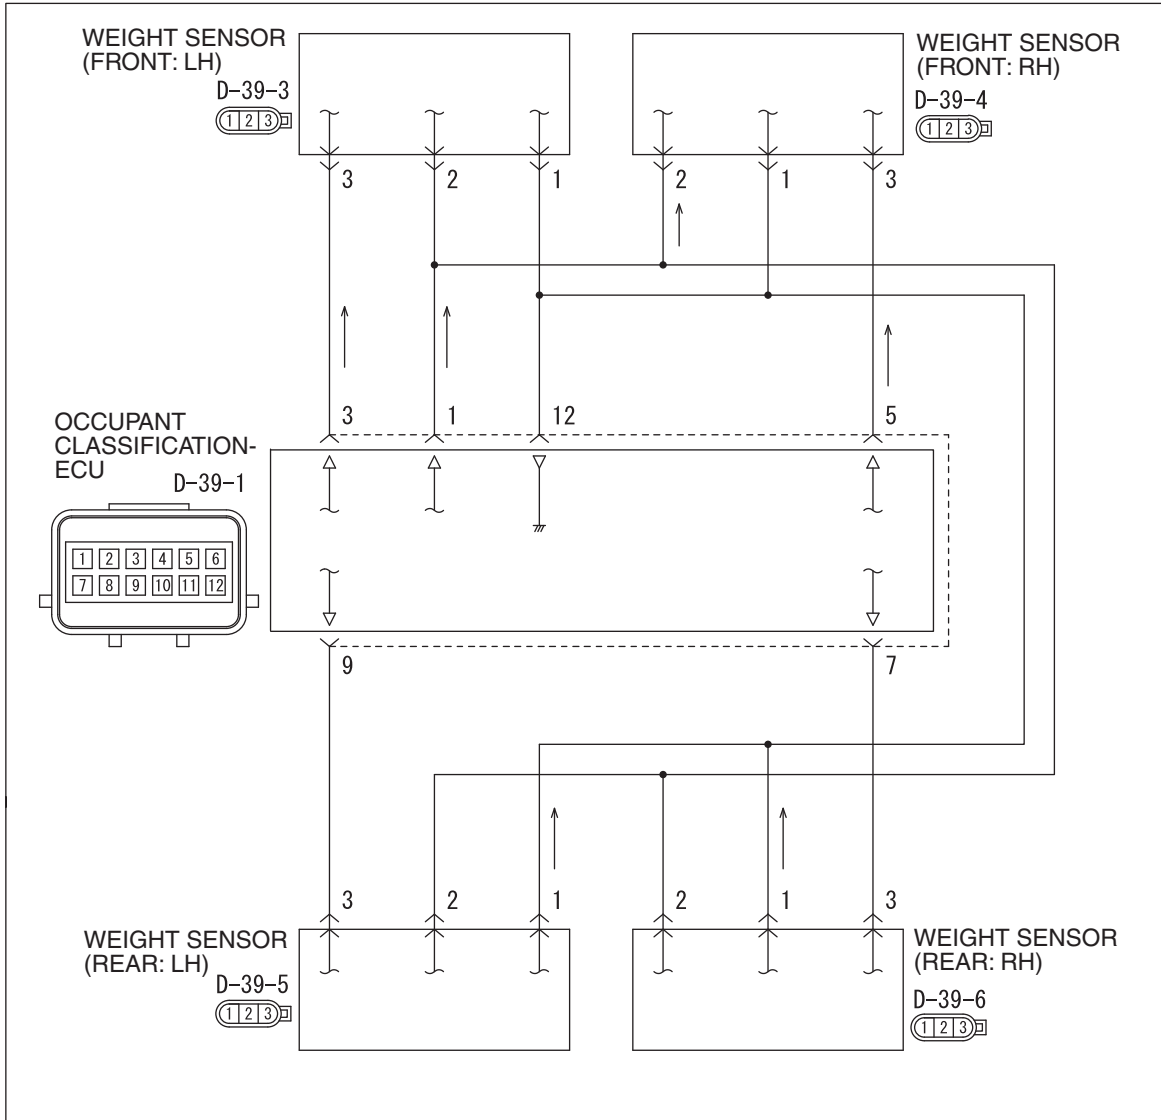 WEIGHT SENSOR
(FRONT: LH)
D-39-3
1 2 3
WEIGHT SENSOR
(FRONT: RH)
D-39-4
1 2 3
3 2 1 2 1 3
3 1 12 5
OCCUPANT
CLASSIFICATION-
ECU
D-39-1
1 2 3 4 5 6
7 8 9 10 11 12
9 7
3 2 1 2 1 3
WEIGHT SENSOR
(REAR: LH)
D-39-5
1 2 3
WEIGHT SENSOR
(REAR: RH)
D-39-6
1 2 3